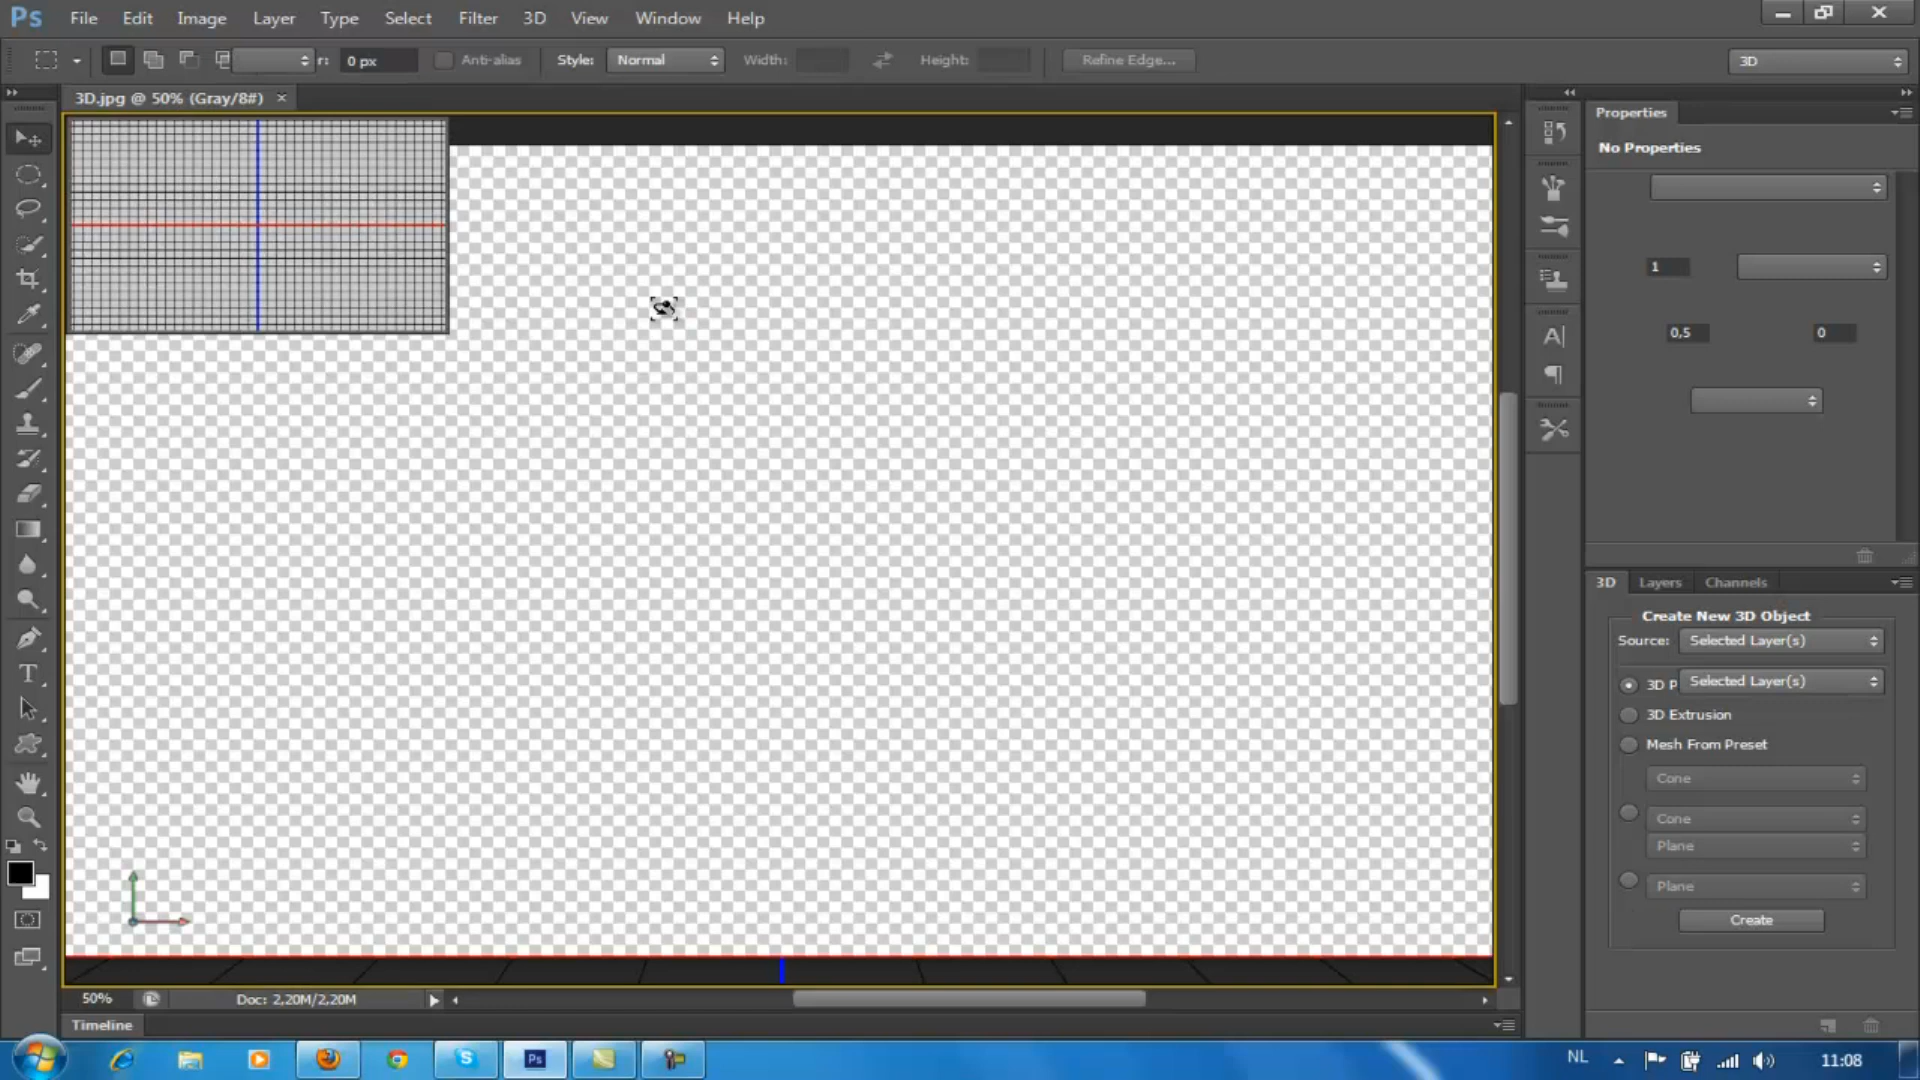 Ps File Edit Image Layer Type Select Filter 3D View Window Help
r: 0 px Anti-alias Style: Normal Width: Height: Refine Edge... 3D
3D.jpg @ 50% (Gray/8#)
Properties
No Properties
1
0,5 0
3D Layers Channels
Create New 3D Object
Source: Selected Layer(s)
3D P Selected Layer(s)
3D Extrusion
Mesh From Preset
Cone
Cone
Plane
Plane
Create
50% Doc: 2,20M/2,20M
Timeline
Ps NL 11:08